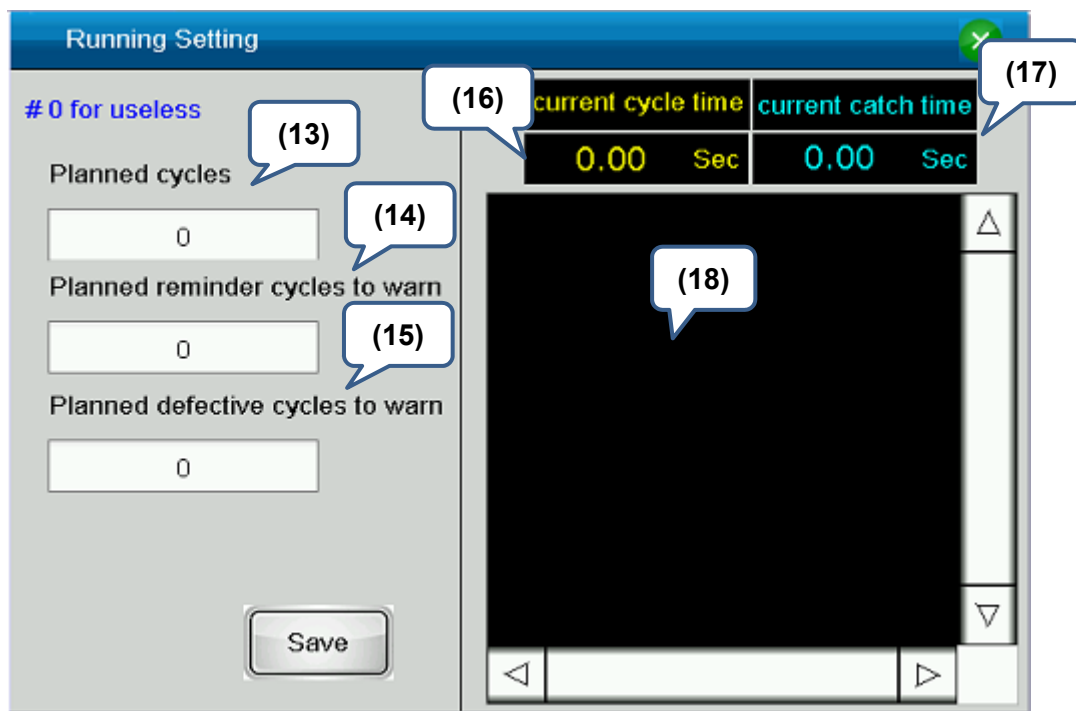 Running Setting
(17)
# 0 for useless
(13)
(16)
current cycle time
current catch time
0.00 Sec
0.00 Sec
Planned cycles
0
(14)
Planned reminder cycles to warn
0
(15)
Planned defective cycles to warn
0
(18)
Save